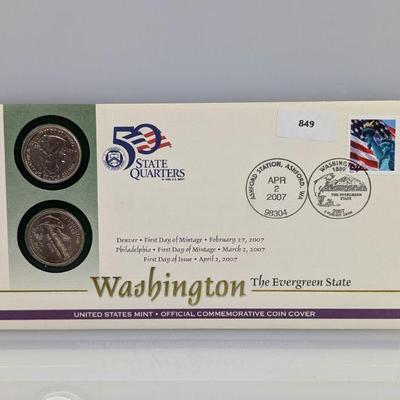 50
STATE
QUARTERS
849
ASHFORD STATION, ASHFORD, WA
APR
2
2007
98304
WASHINGTON
1889
THE EVERGREEN
STATE
2007
Denver • First Day of Mintage • February 27, 2007
Philadelphia • First Day of Mintage • March 2, 2007
First Day of Issue • April 2, 2007
Washington The Evergreen State
UNITED STATES MINT • OFFICIAL COMMEMORATIVE COIN COVER